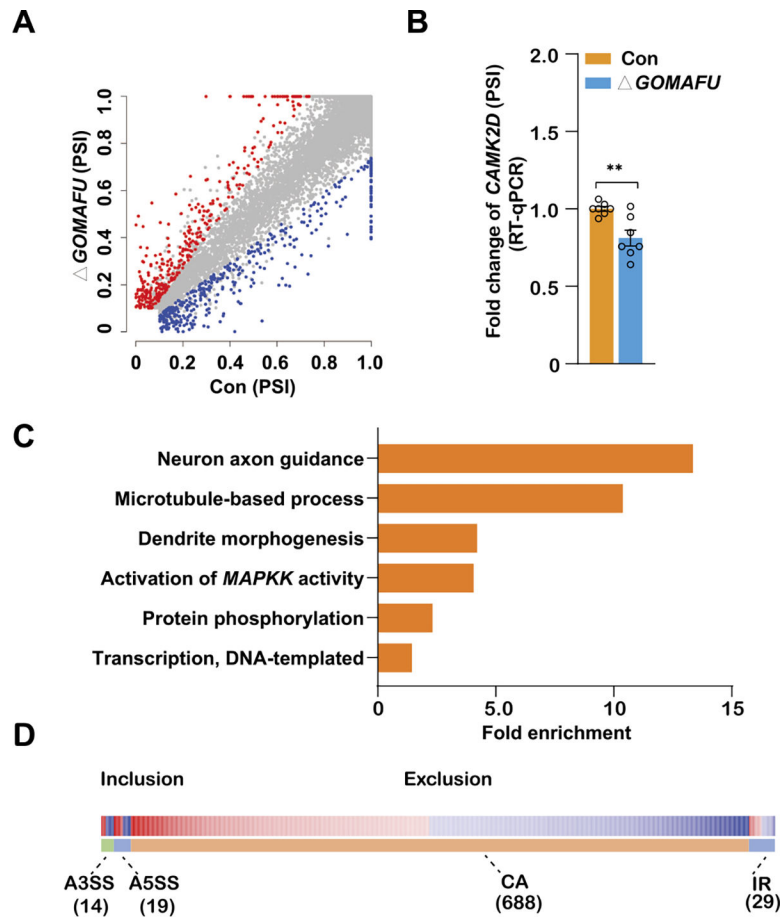 A
△GOMAFU (PSI)
1.0
0.8
0.6
0.4
0.2
0
0
0.2
0.4
0.6
0.8
1.0
Con (PSI)
B
Fold change of CAMK2D (PSI)
(RT-qPCR)
2.0
1.5
1.0
0.5
0
Con
△GOMAFU
**
C
Neuron axon guidance
Microtubule-based process
Dendrite morphogenesis
Activation of MAPKK activity
Protein phosphorylation
Transcription, DNA-templated
0
5.0
10
15
Fold enrichment
D
Inclusion
Exclusion
A3SS
(14)
A5SS
(19)
CA
(688)
IR
(29)